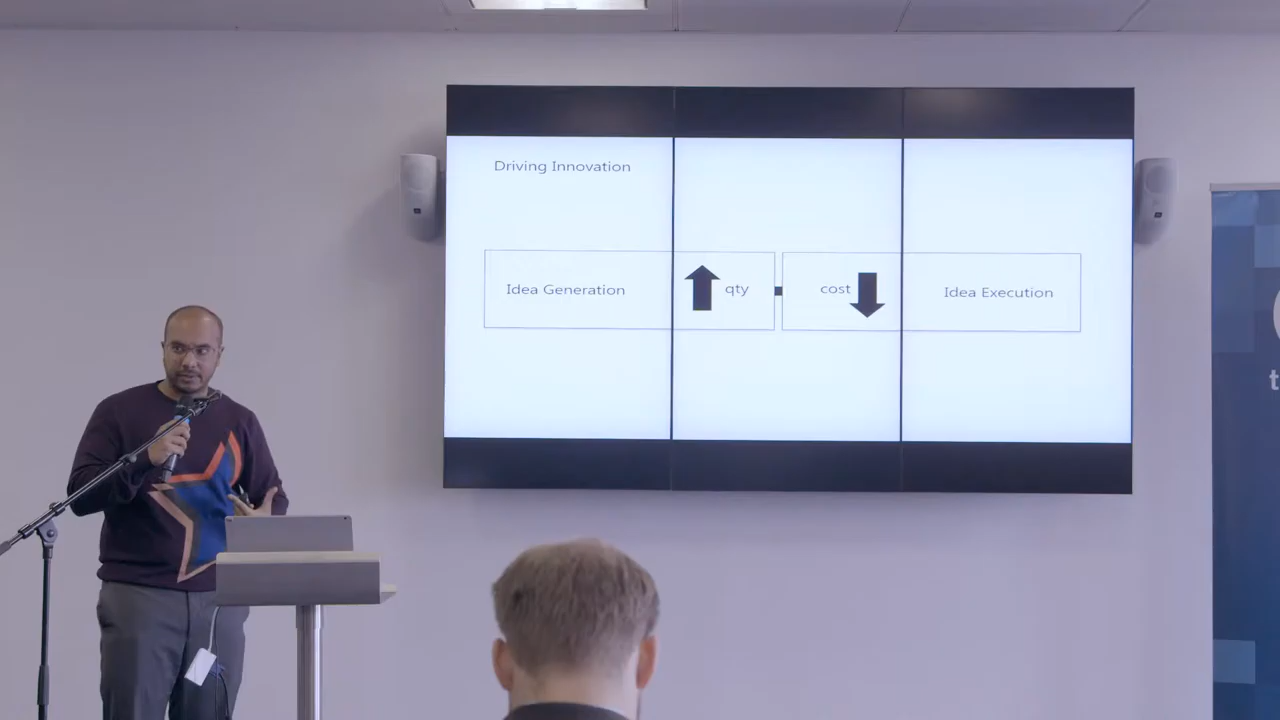 Driving Innovation
Idea Generation
qty
cost
Idea Execution
t